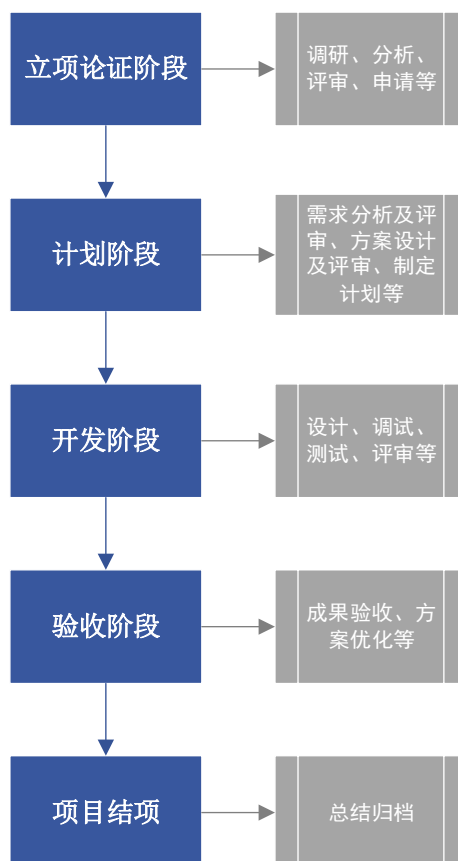 立项论证阶段
调研、分析、
评审、申请等
计划阶段
需求分析及评
审、方案设计
及评审、制定
计划等
开发阶段
设计、调试、
测试、评审等
验收阶段
成果验收、方
案优化等
项目结项
总结归档